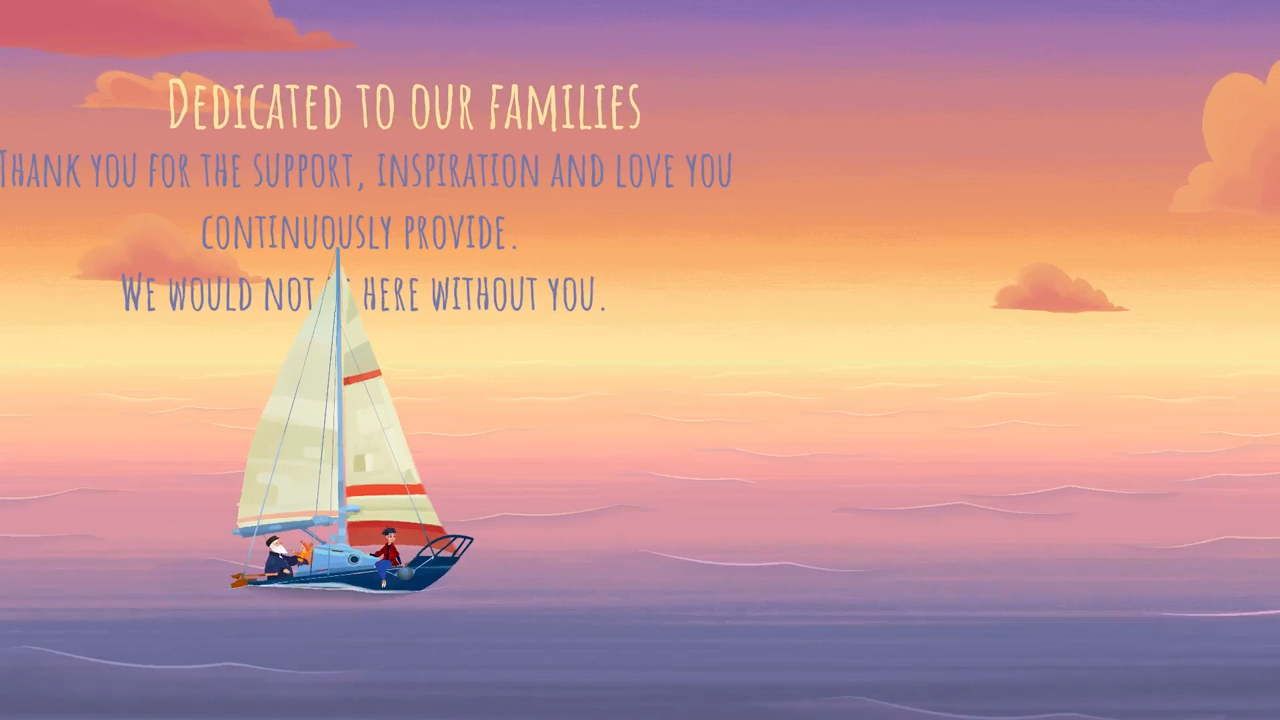 Dedicated to our families
Thank you for the support, inspiration and love you
continuously provide.
We would not here without you.